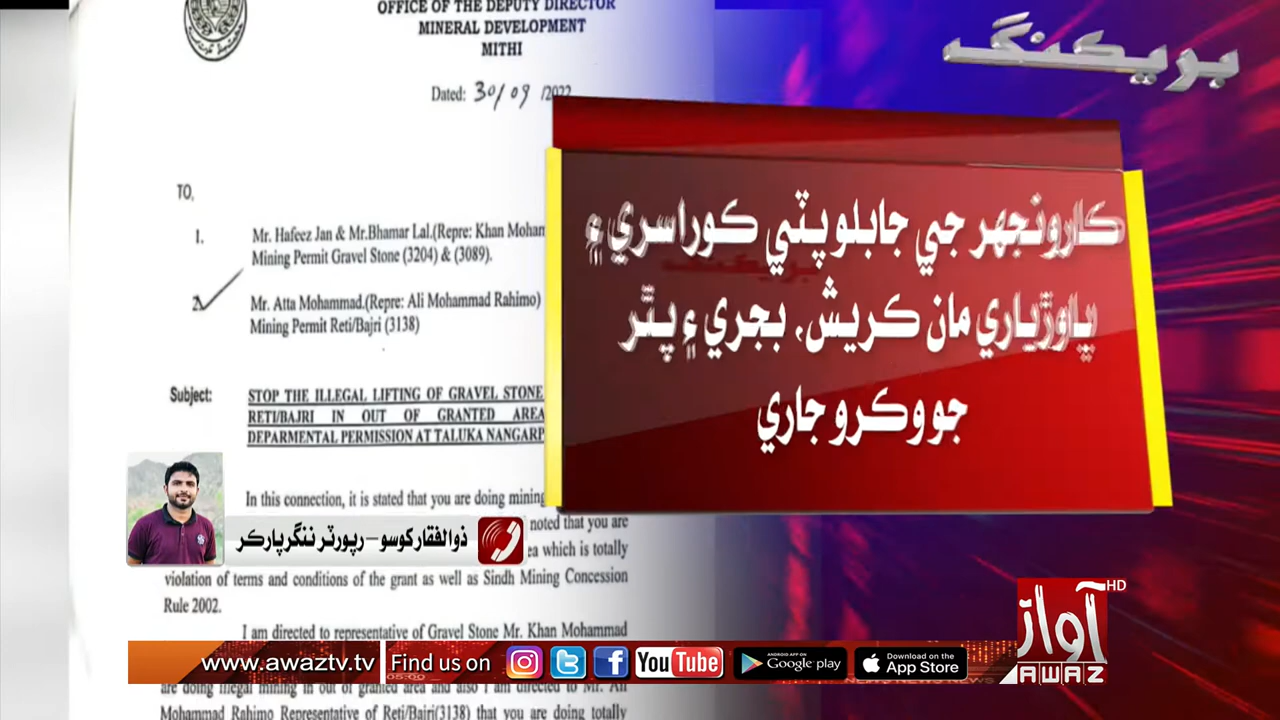 OFFICE OF THE DEPUTY DIRECTOR
MINERAL DEVELOPMENT
MITHI
Dated: 30/09 /2022
TO,
1. Mr. Hafeez Jan & Mr.Bhamar Lal.(Repre: Khan Moham
Mining Permit Gravel Stone (3204) & (3089).
2. Mr. Atta Mohammad.(Repre: Ali Mohammad Rahimo)
Mining Permit Reti/Bajri (3138)
Subject: STOP THE ILLEGAL LIFTING OF GRAVEL STONE
RETI/BAJRI IN OUT OF GRANTED AREA
DEPARMENTAL PERMISSION AT TALUKA NANGARP
In this connection, it is stated that you are doing mining
noted that you are
ea which is totally
violation of terms and conditions of the grant as well as Sindh Mining Concession
Rule 2002.
I am directed to representative of Gravel Stone Mr. Khan Mohammad
are doing illegal mining in out of granted area and also I am directed to Mr. Ali
Mohammad Rahimo Representative of Reti/Bajri(3138) that you are doing totally
بريڪنگ
ڪارونجهر جي جابلو پٽي ڪوراسري ۽
پاوڙياري مان ڪريش، بجري ۽ پٿر
جو وڪرو جاري
ذوالفقار کوسو - رپورٽر ننگرپارڪر
www.awaztv.tv
Find us on
You Tube
ANDROID APP ON
Google play
Download on the
App Store
آواز HD
AWAZ